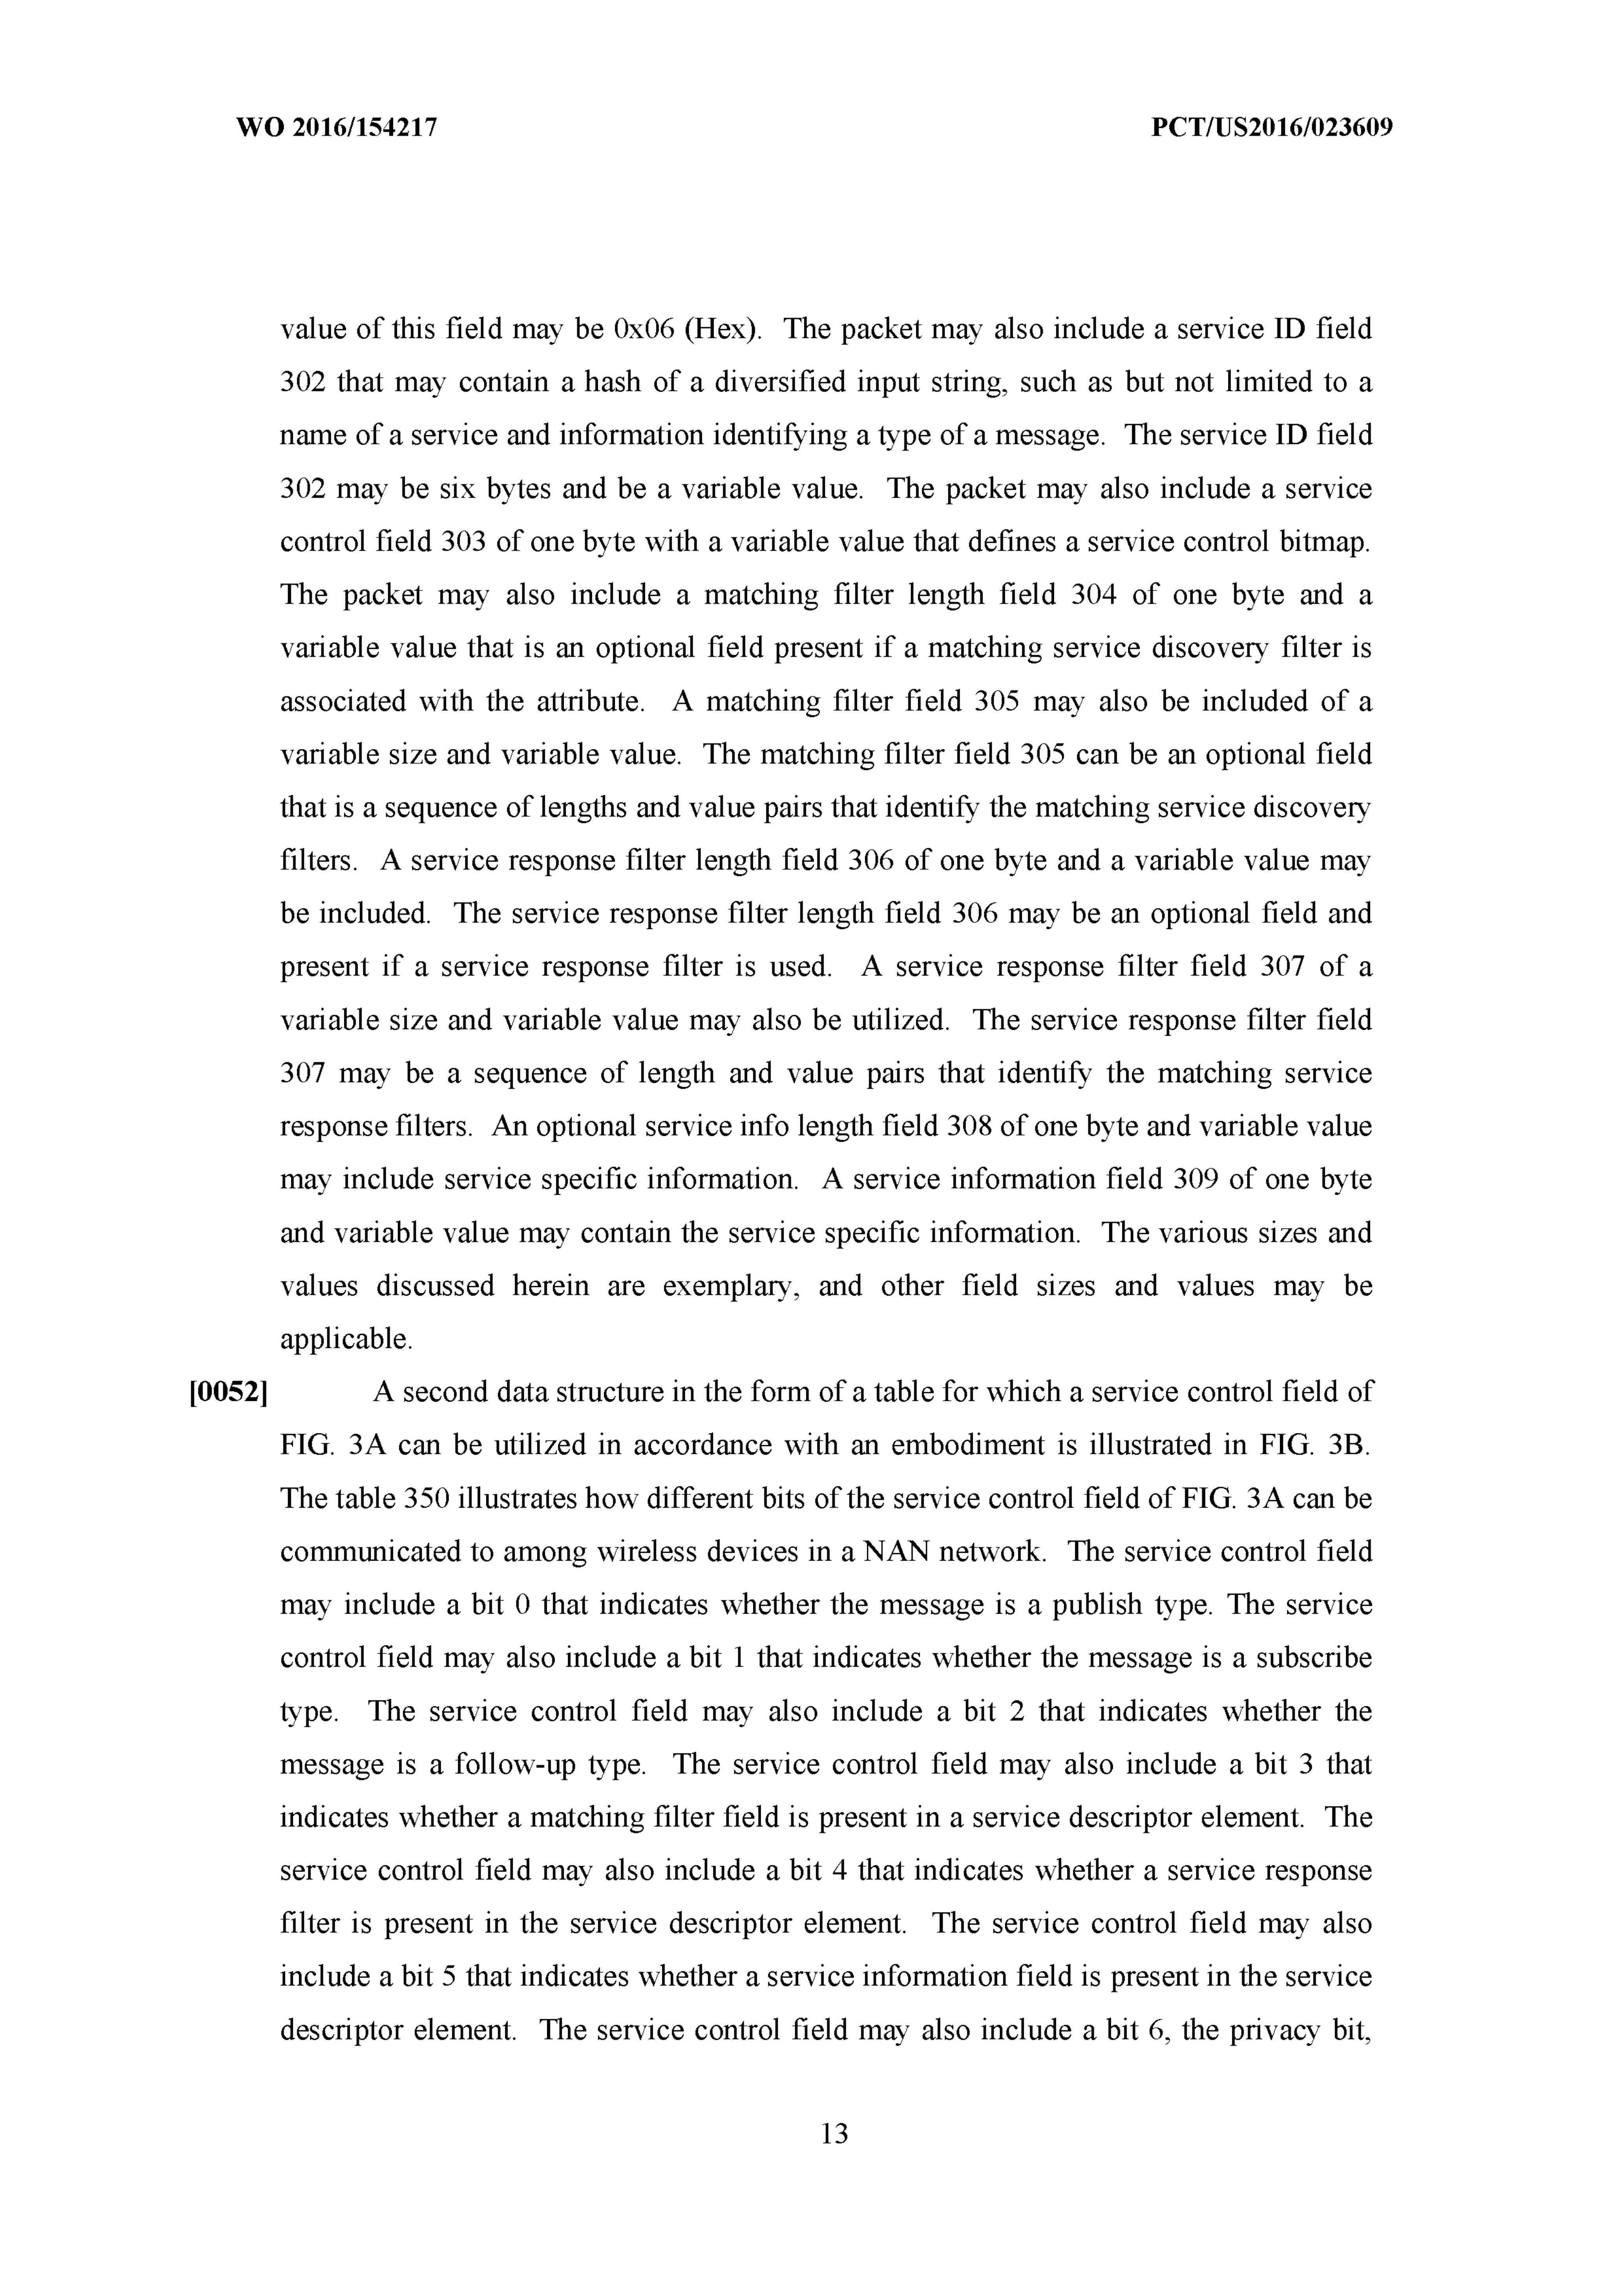 WO 2016/154217 PCT/US2016/023609
value of this field may be 0x06 (Hex). The packet may also include a service ID field
302 that may contain a hash of a diversified input string, such as but not limited to a
name of a service and information identifying a type of a message. The service ID field
302 may be six bytes and be a variable value. The packet may also include a service
control field 303 of one byte with a variable value that defines a service control bitmap.
The packet may also include a matching filter length field 304 of one byte and a
variable value that is an optional field present if a matching service discovery filter is
associated with the attribute. A matching filter field 305 may also be included of a
variable size and variable value. The matching filter field 305 can be an optional field
that is a sequence of lengths and value pairs that identify the matching service discovery
filters. A service response filter length field 306 of one byte and a variable value may
be included. The service response filter length field 306 may be an optional field and
present if a service response filter is used. A service response filter field 307 of a
variable size and variable value may also be utilized. The service response filter field
307 may be a sequence of length and value pairs that identify the matching service
response filters. An optional service info length field 308 of one byte and variable value
may include service specific information. A service information field 309 of one byte
and variable value may contain the service specific information. The various sizes and
values discussed herein are exemplary, and other field sizes and values may be
applicable.
[0052] A second data structure in the form of a table for which a service control field of
FIG. 3A can be utilized in accordance with an embodiment is illustrated in FIG. 3B.
The table 350 illustrates how different bits of the service control field of FIG. 3A can be
communicated to among wireless devices in a NAN network. The service control field
may include a bit 0 that indicates whether the message is a publish type. The service
control field may also include a bit 1 that indicates whether the message is a subscribe
type. The service control field may also include a bit 2 that indicates whether the
message is a follow-up type. The service control field may also include a bit 3 that
indicates whether a matching filter field is present in a service descriptor element. The
service control field may also include a bit 4 that indicates whether a service response
filter is present in the service descriptor element. The service control field may also
include a bit 5 that indicates whether a service information field is present in the service
descriptor element. The service control field may also include a bit 6, the privacy bit,
13